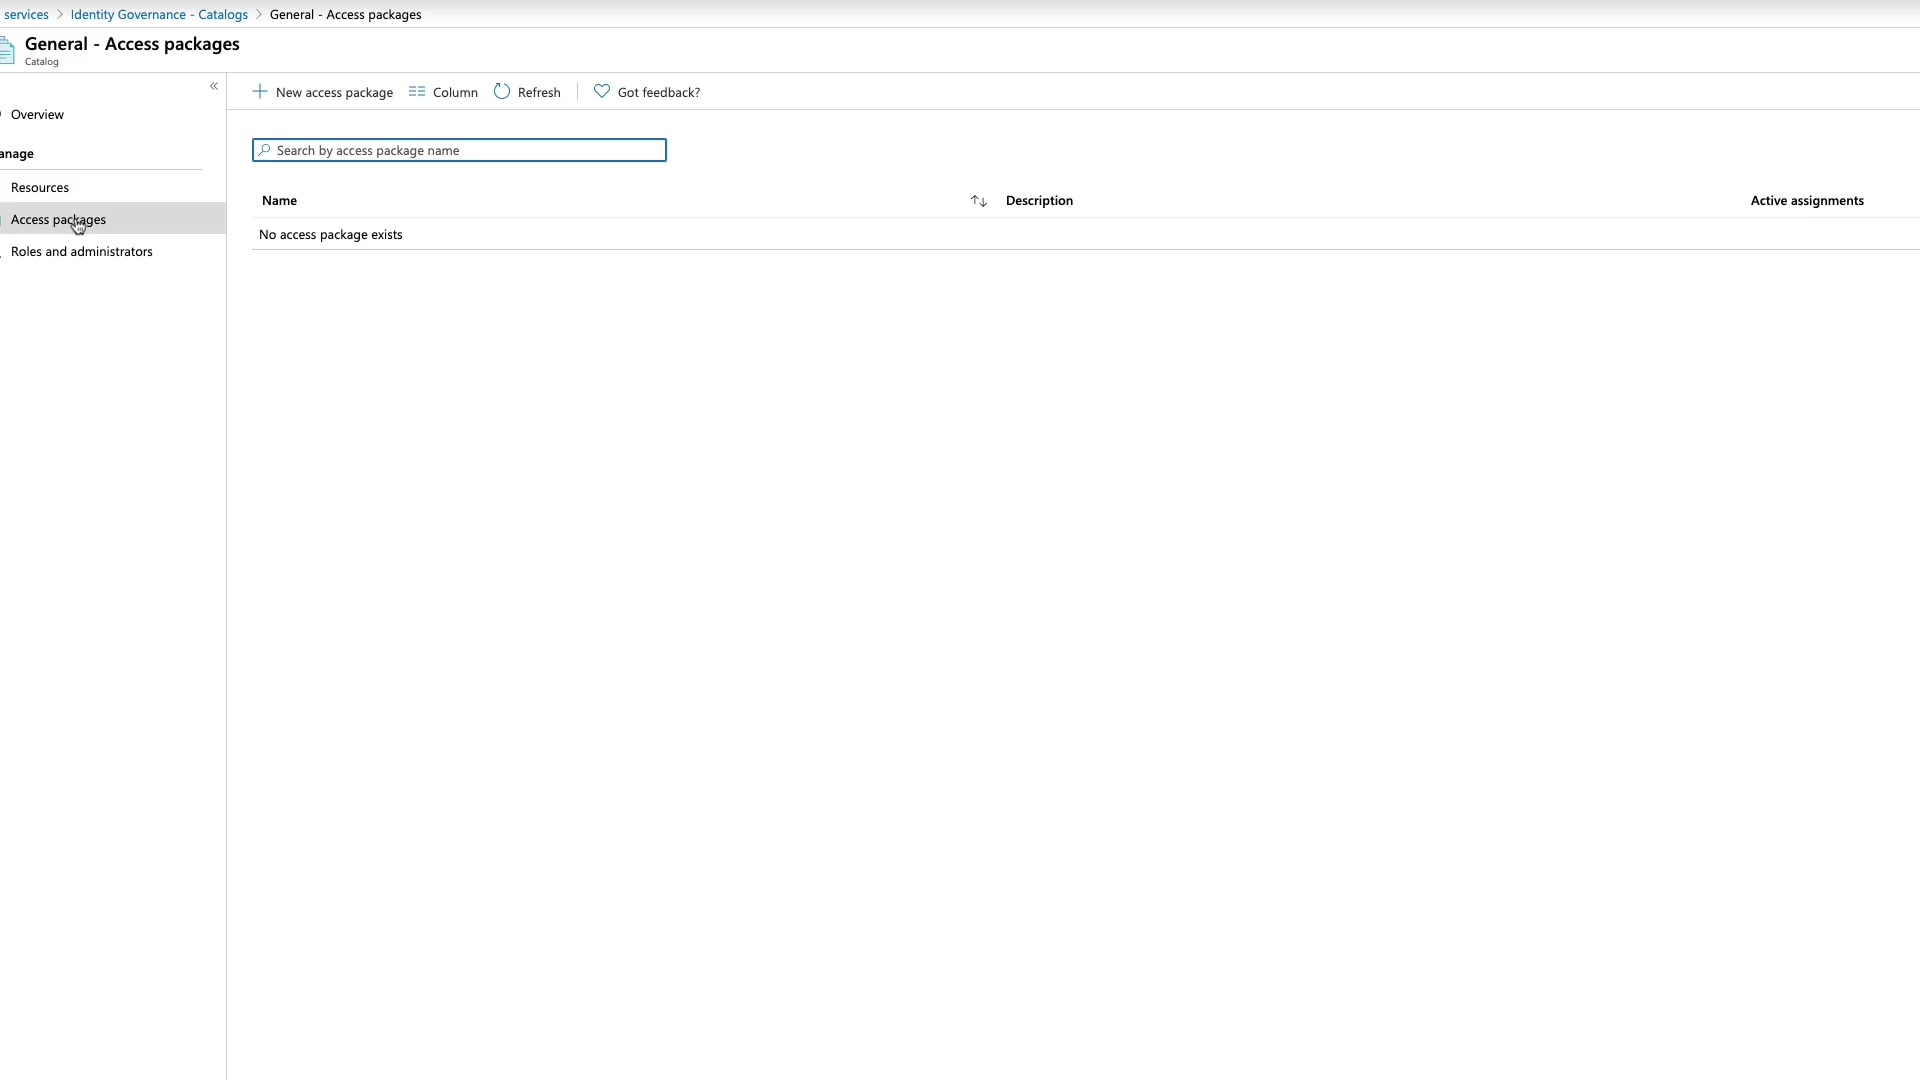 services > Identity Governance - Catalogs > General - Access packages
General - Access packages
Catalog
«
New access package Column Refresh Got feedback?
Overview
anage
Resources
Access packages
Roles and administrators
Search by access package name
Name Description Active assignments
No access package exists